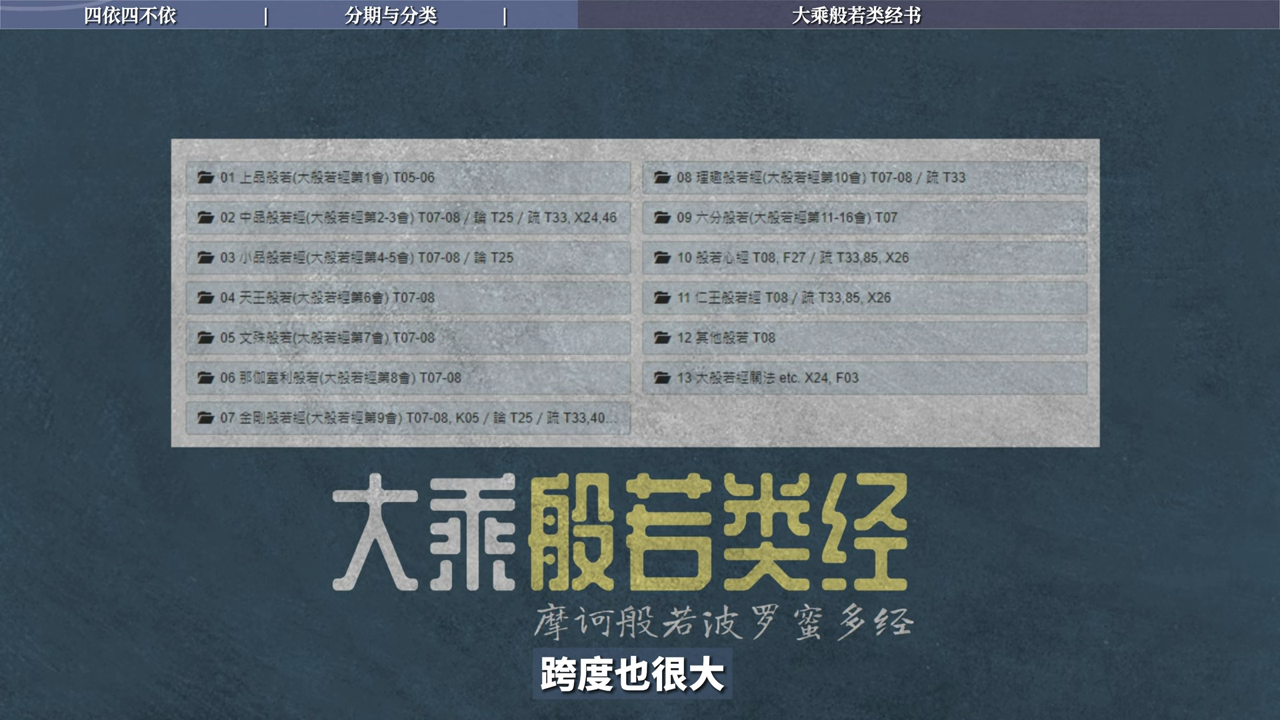 四依四不依 | 分期与分类 | 大乘般若类经书
01 上品般若(大般若經第1會) T05-06
02 中品般若經(大般若經第2-3會) T07-08 / 論 T25 / 疏 T33, X24,46
03 小品般若經(大般若經第4-5會) T07-08 / 論 T25
04 天王般若(大般若經第6會) T07-08
05 文殊般若(大般若經第7會) T07-08
06 那伽室利般若(大般若經第8會) T07-08
07 金剛般若經(大般若經第9會) T07-08, K05 / 論 T25 / 疏 T33,40...
08 理趣般若經(大般若經第10會) T07-08 / 疏 T33
09 六分般若(大般若經第11-16會) T07
10 般若心經 T08, F27 / 疏 T33,85, X26
11 仁王般若經 T08 / 疏 T33,85, X26
12 其他般若 T08
13 大般若經關法 etc. X24, F03
大乘般若类经
摩诃般若波罗蜜多经
跨度也很大